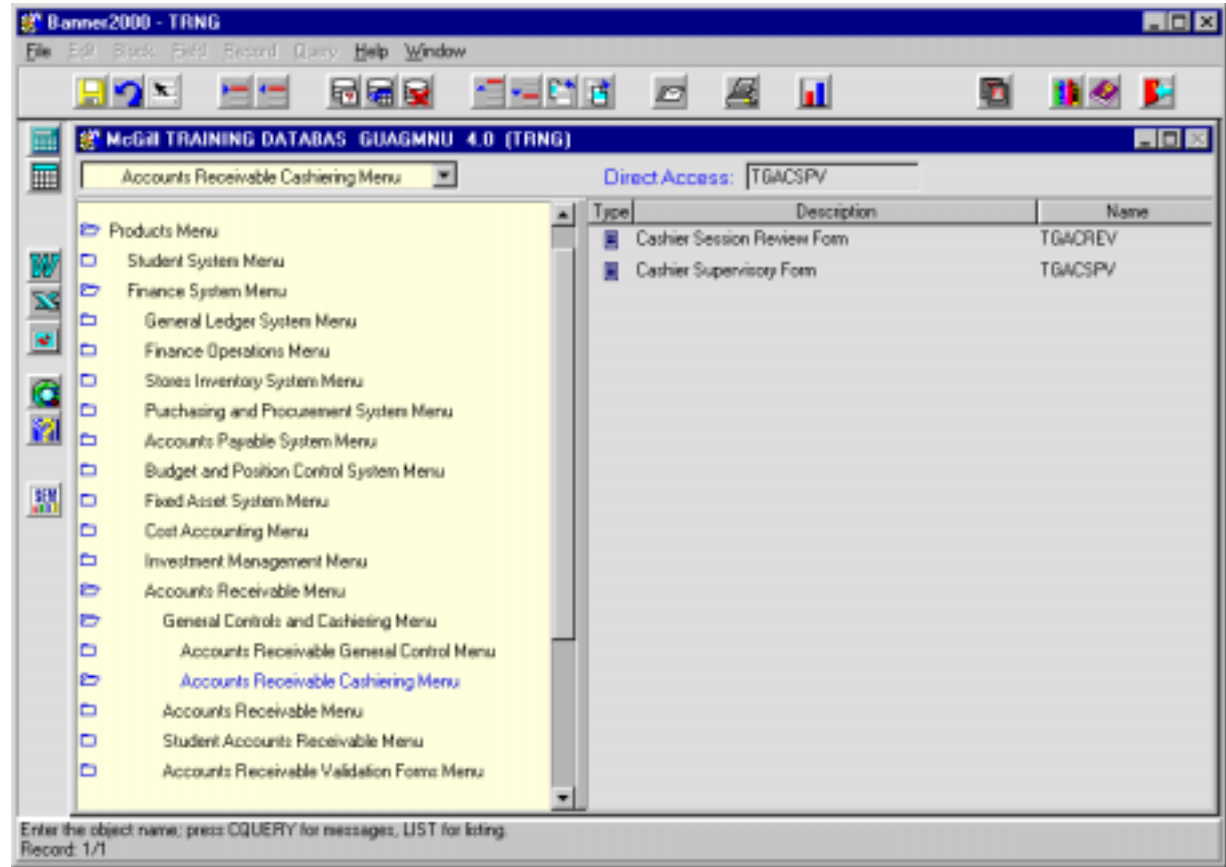 Banner2000 - TRNG
File Edit Block Field Record Query Help Window
McGill TRAINING DATABAS GUAGMNU 4.0 (TRNG)
Accounts Receivable Cashiering Menu Direct Access: TGACSPV
Type Description Name
Products Menu
Cashier Session Review Form TGACREV
Student System Menu
Cashier Supervisory Form TGACSPV
Finance System Menu
General Ledger System Menu
Finance Operations Menu
Stores Inventory System Menu
Purchasing and Procurement System Menu
Accounts Payable System Menu
Budget and Position Control System Menu
Fixed Asset System Menu
Cost Accounting Menu
Investment Management Menu
Accounts Receivable Menu
General Controls and Cashiering Menu
Accounts Receivable General Control Menu
Accounts Receivable Cashiering Menu
Accounts Receivable Menu
Student Accounts Receivable Menu
Accounts Receivable Validation Forms Menu
Enter the object name; press CQUERY for messages, LIST for listing.
Record: 1/1